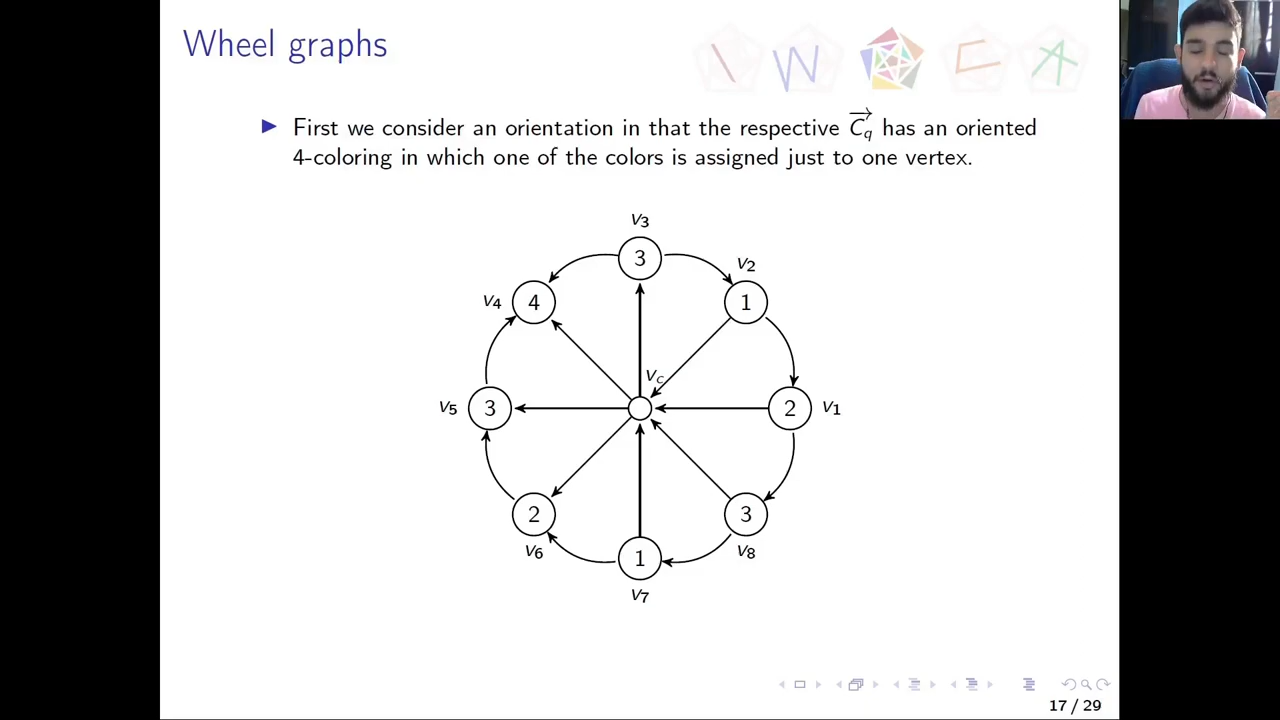 Wheel graphs
First we consider an orientation in that the respective $\overrightarrow{C_q}$ has an oriented
4-coloring in which one of the colors is assigned just to one vertex.
v3
3
v2
v4
4
1
vc
v5
3
2
v1
2
3
v6
1
v8
v7
17 / 29